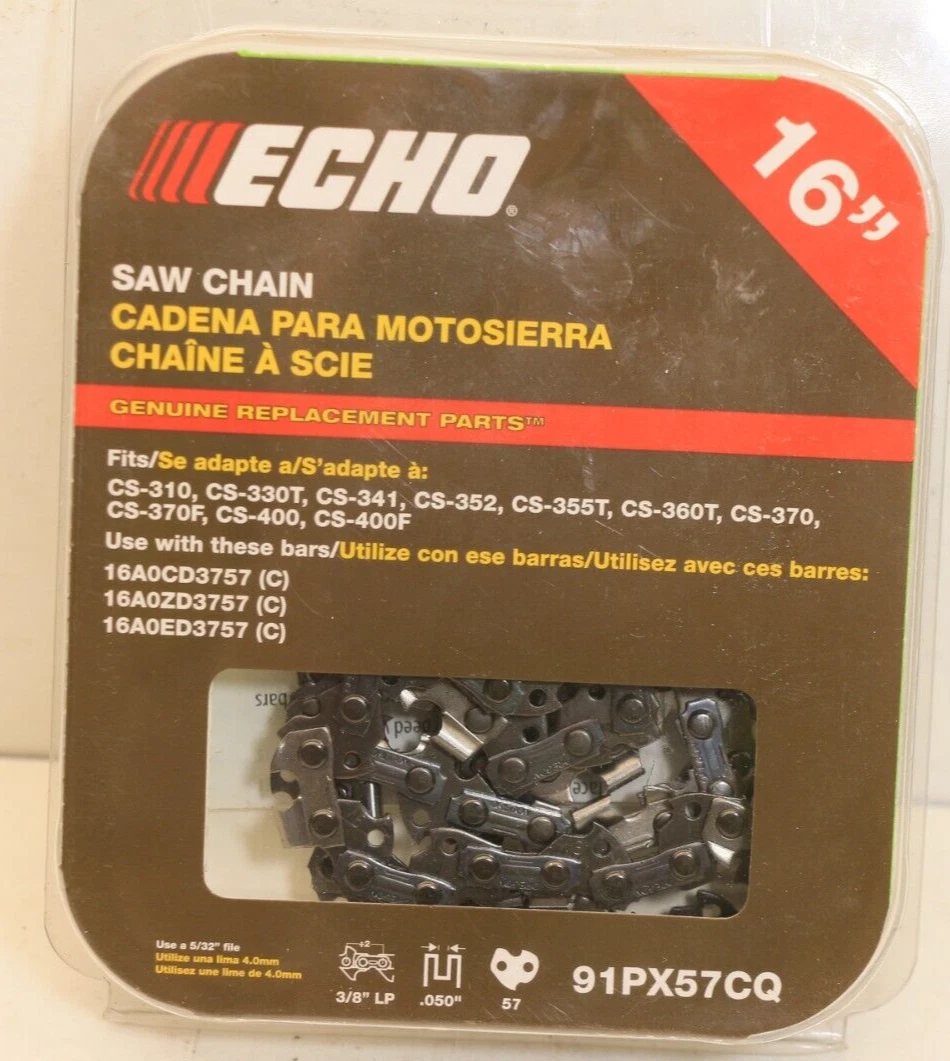 ECHO®
16”
SAW CHAIN
CADENA PARA MOTOSIERRA
CHAÎNE À SCIE
GENUINE REPLACEMENT PARTS™
Fits/Se adapte a/S'adapte à:
CS-310, CS-330T, CS-341, CS-352, CS-355T, CS-360T, CS-370,
CS-370F, CS-400, CS-400F
Use with these bars/Utilize con ese barras/Utilisez avec ces barres:
16A0CD3757 (C)
16A0ZD3757 (C)
16A0ED3757 (C)
bars
Use a 5/32" file
Utilize una lima 4.0mm
Utilisez une lime de 4.0mm
÷2
3/8" LP
.050"
57
91PX57CQ